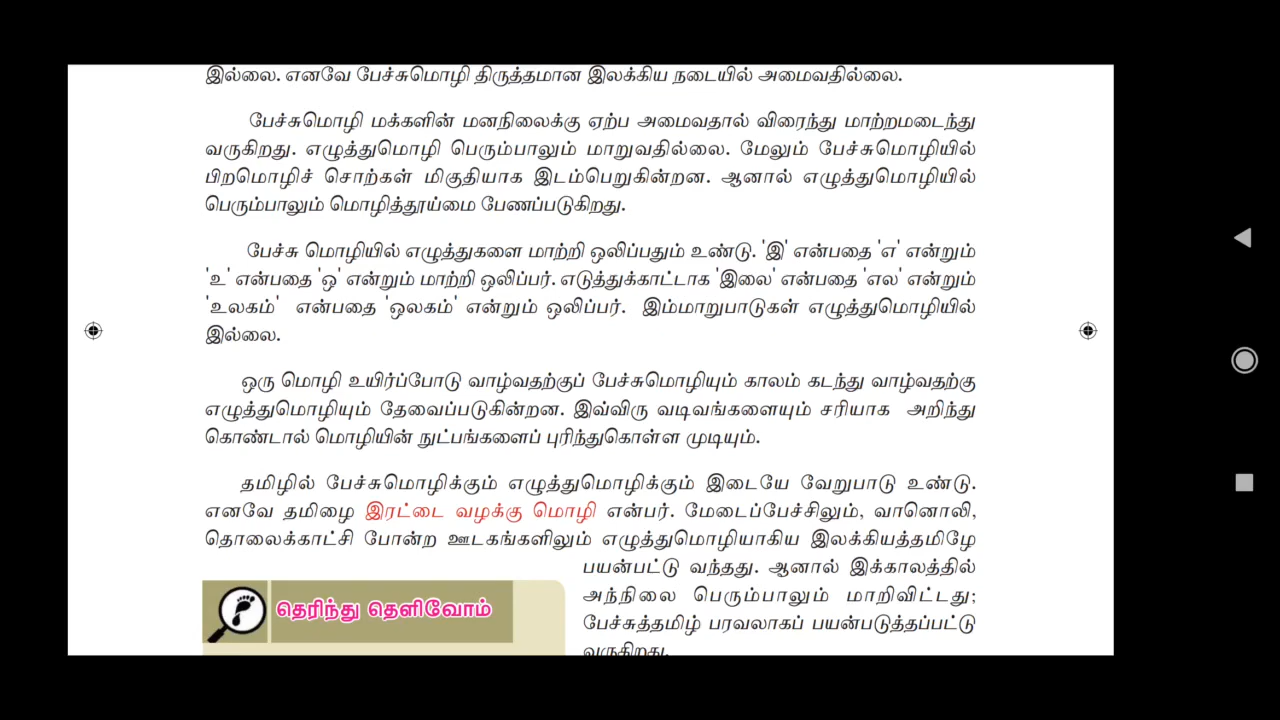 இல்லை. எனவே பேச்சுமொழி திருத்தமான இலக்கிய நடையில் அமைவதில்லை.
பேச்சுமொழி மக்களின் மனநிலைக்கு ஏற்ப அமைவதால் விரைந்து மாற்றமடைந்து
வருகிறது. எழுத்துமொழி பெரும்பாலும் மாறுவதில்லை. மேலும் பேச்சுமொழியில்
பிறமொழிச் சொற்கள் மிகுதியாக இடம்பெறுகின்றன. ஆனால் எழுத்துமொழியில்
பெரும்பாலும் மொழித்தூய்மை பேணப்படுகிறது.
பேச்சு மொழியில் எழுத்துகளை மாற்றி ஒலிப்பதும் உண்டு. 'இ' என்பதை 'எ' என்றும்
'உ' என்பதை 'ஒ' என்றும் மாற்றி ஒலிப்பர். எடுத்துக்காட்டாக 'இலை' என்பதை 'எல' என்றும்
'உலகம்' என்பதை 'ஒலகம்' என்றும் ஒலிப்பர். இம்மாறுபாடுகள் எழுத்துமொழியில்
இல்லை.
ஒரு மொழி உயிர்ப்போடு வாழ்வதற்குப் பேச்சுமொழியும் காலம் கடந்து வாழ்வதற்கு
எழுத்துமொழியும் தேவைப்படுகின்றன. இவ்விரு வடிவங்களையும் சரியாக அறிந்து
கொண்டால் மொழியின் நுட்பங்களைப் புரிந்துகொள்ள முடியும்.
தமிழில் பேச்சுமொழிக்கும் எழுத்துமொழிக்கும் இடையே வேறுபாடு உண்டு.
எனவே தமிழை இரட்டை வழக்கு மொழி என்பர். மேடைப்பேச்சிலும், வானொலி,
தொலைக்காட்சி போன்ற ஊடகங்களிலும் எழுத்துமொழியாகிய இலக்கியத்தமிழே
பயன்பட்டு வந்தது. ஆனால் இக்காலத்தில்
அந்நிலை பெரும்பாலும் மாறிவிட்டது;
பேச்சுத்தமிழ் பரவலாகப் பயன்படுத்தப்பட்டு
வருகிறது.
தெரிந்து தெளிவோம்